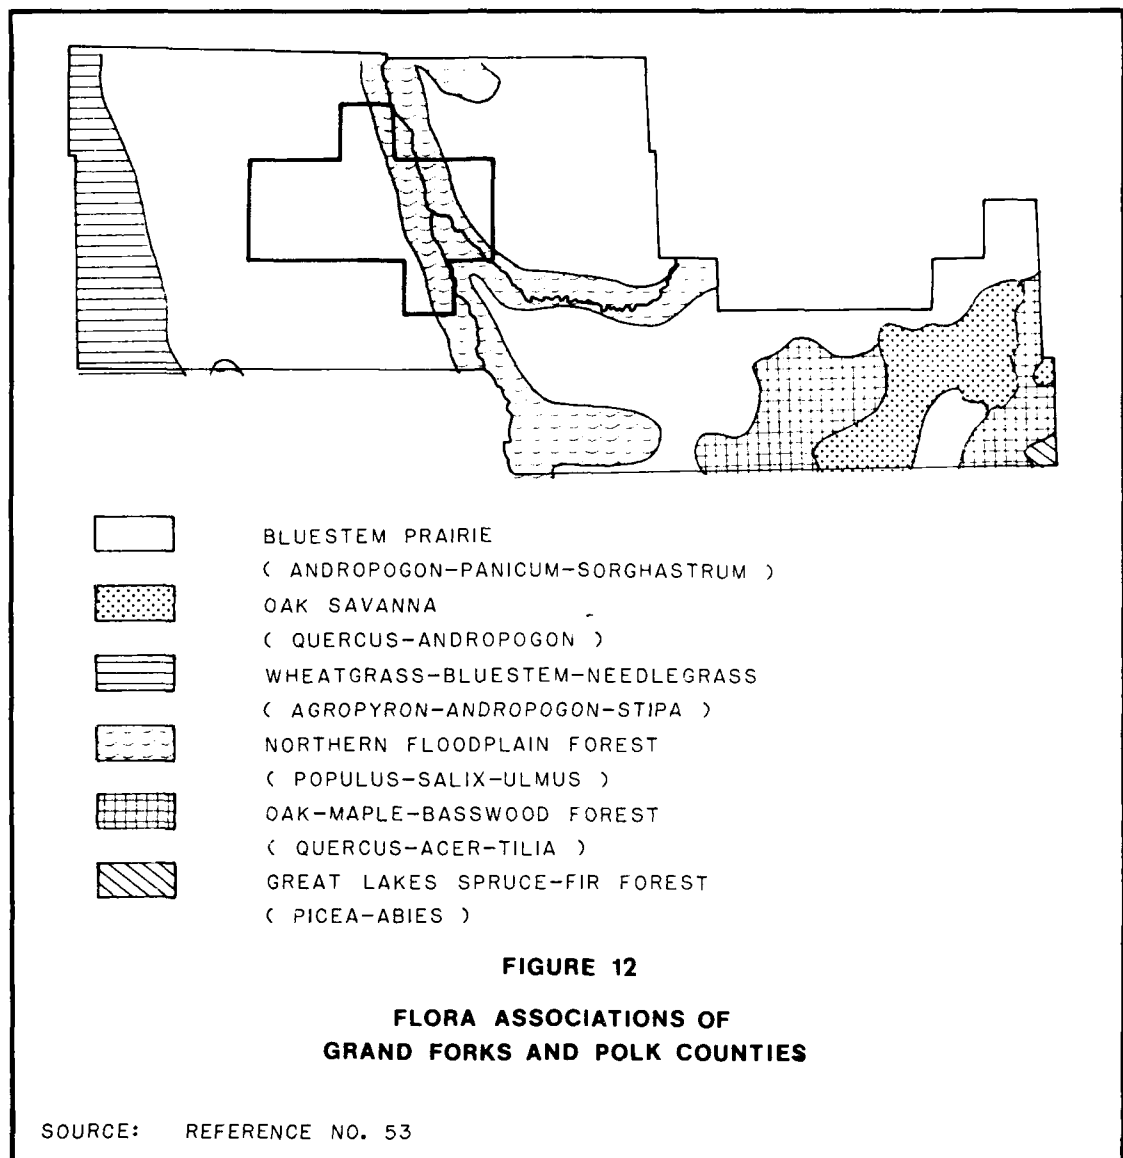 BLUESTEM PRAIRIE
( ANDROPOGON-PANICUM-SORGHASTRUM )
OAK SAVANNA
( QUERCUS-ANDROPOGON )
WHEATGRASS-BLUESTEM-NEEDLEGRASS
( AGROPYRON-ANDROPOGON-STIPA )
NORTHERN FLOODPLAIN FOREST
( POPULUS-SALIX-ULMUS )
OAK-MAPLE-BASSWOOD FOREST
( QUERCUS-ACER-TILIA )
GREAT LAKES SPRUCE-FIR FOREST
( PICEA-ABIES )
FIGURE 12
FLORA ASSOCIATIONS OF
GRAND FORKS AND POLK COUNTIES
SOURCE: REFERENCE NO. 53